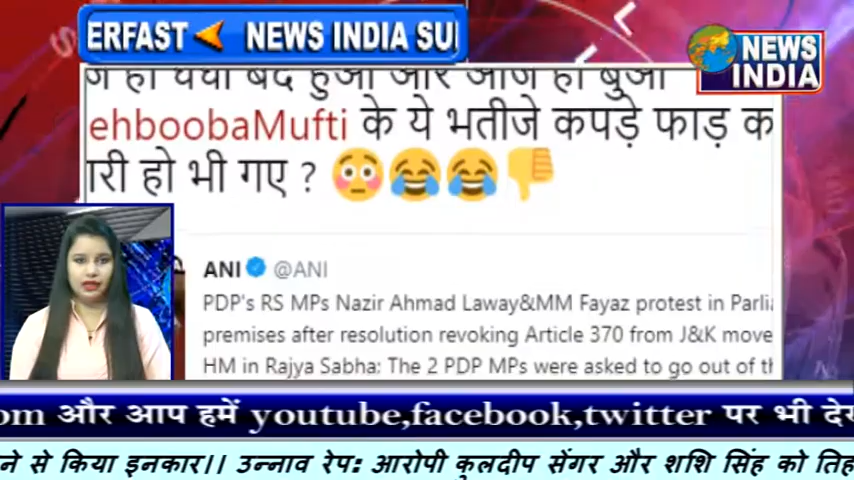 ERFAST NEWS INDIA SU
NEWS
INDIA
ehboobaMufti के ये भतीजे कपड़े फाड़ क
ारी हो भी गए ? 😳😂😂👎
ANI @ANI
PDP's RS MPs Nazir Ahmad Laway&MM Fayaz protest in Parlia
premises after resolution revoking Article 370 from J&K move
HM in Rajya Sabha; The 2 PDP MPs were asked to go out of th
om और आप हमें youtube,facebook,twitter पर भी देख
ने से किया इनकार।। उन्नाव रेप: आरोपी कुलदीप सेंगर और शशि सिंह को तिह